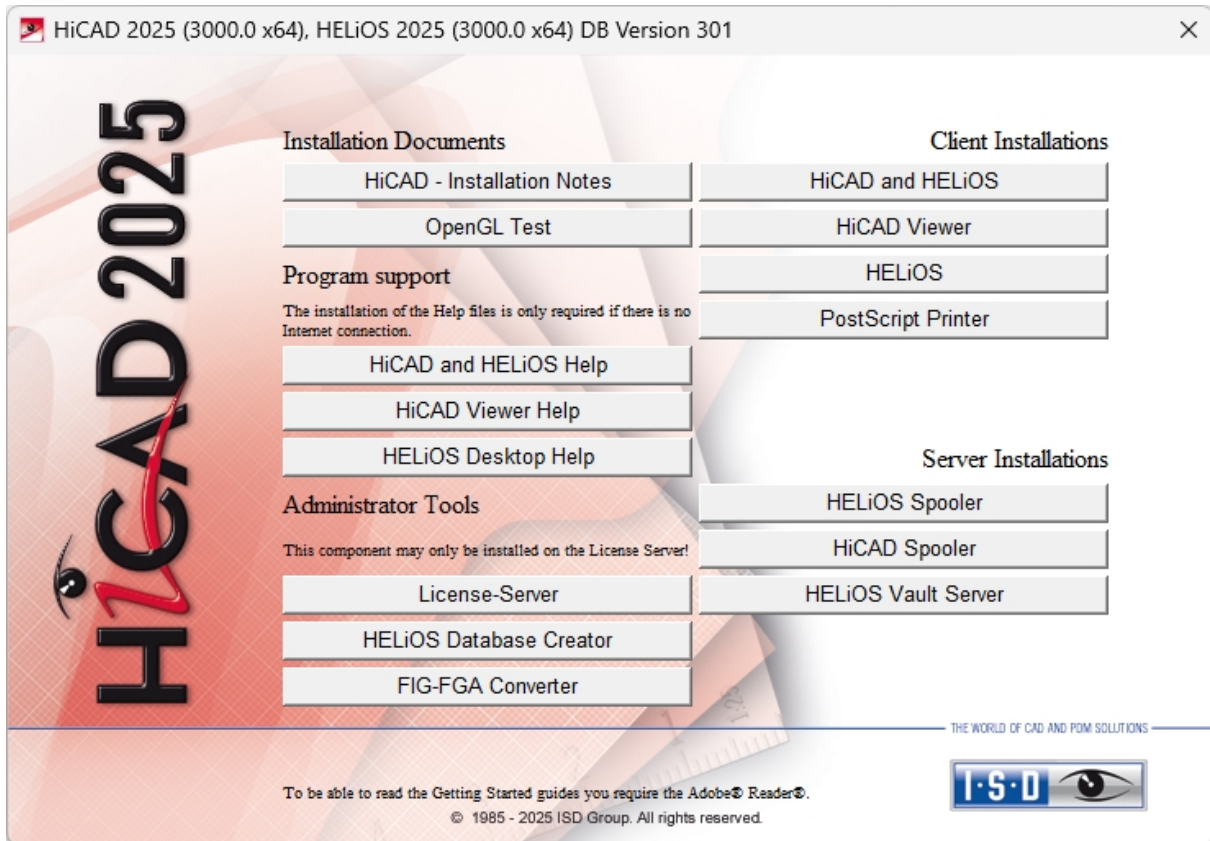 HiCAD 2025 (3000.0 x64), HELiOS 2025 (3000.0 x64) DB Version 301
HiCAD 2025
Installation Documents
HiCAD - Installation Notes
OpenGL Test
Program support
The installation of the Help files is only required if there is no
Internet connection.
HiCAD and HELiOS Help
HiCAD Viewer Help
HELiOS Desktop Help
Administrator Tools
This component may only be installed on the License Server!
License-Server
HELiOS Database Creator
FIG-FGA Converter
Client Installations
HiCAD and HELiOS
HiCAD Viewer
HELiOS
PostScript Printer
Server Installations
HELiOS Spooler
HiCAD Spooler
HELiOS Vault Server
THE WORLD OF CAD AND PDM SOLUTIONS
I·S·D
To be able to read the Getting Started guides you require the Adobe® Reader®.
© 1985 - 2025 ISD Group. All rights reserved.